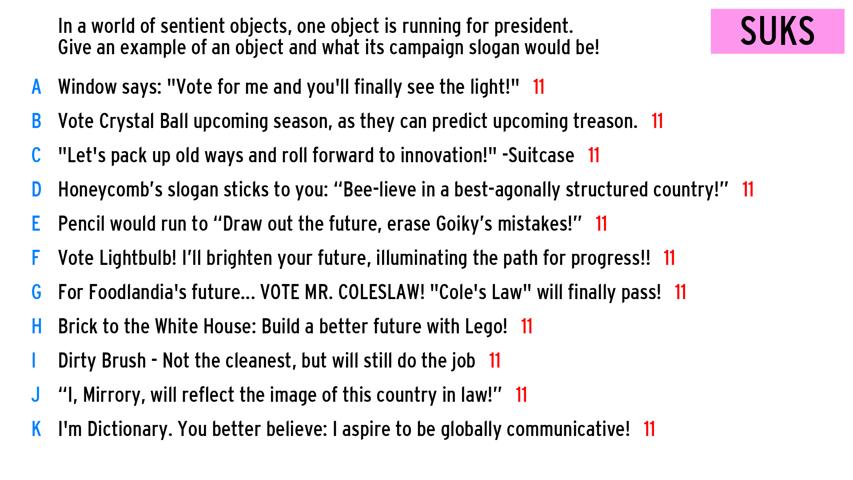 In a world of sentient objects, one object is running for president.
Give an example of an object and what its campaign slogan would be!
SUKS
A Window says: "Vote for me and you'll finally see the light!" 11
B Vote Crystal Ball upcoming season, as they can predict upcoming treason. 11
C "Let's pack up old ways and roll forward to innovation!" -Suitcase 11
D Honeycomb’s slogan sticks to you: “Bee-lieve in a best-agonally structured country!” 11
E Pencil would run to “Draw out the future, erase Goiky’s mistakes!” 11
F Vote Lightbulb! I’ll brighten your future, illuminating the path for progress!! 11
G For Foodlandia's future... VOTE MR. COLESLAW! "Cole's Law" will finally pass! 11
H Brick to the White House: Build a better future with Lego! 11
I Dirty Brush - Not the cleanest, but will still do the job 11
J “I, Mirrory, will reflect the image of this country in law!” 11
K I'm Dictionary. You better believe: I aspire to be globally communicative! 11